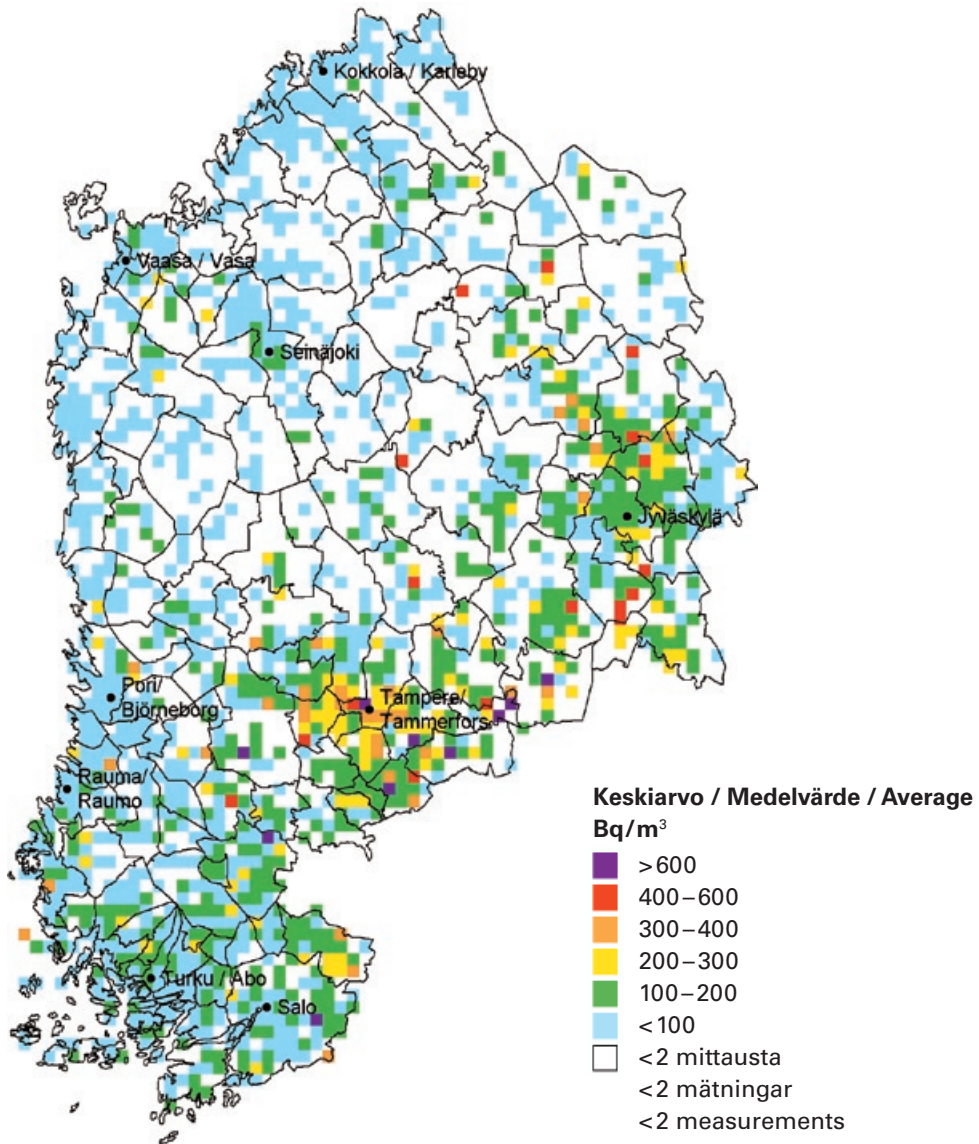 Kokkola / Karleby
Vaasa / Vasa
Seinäjoki
Jyväskylä
Pori/
Björneborg
Tampere/
Tammerfors
Rauma/
Raumo
Turku / Åbo
Salo
Keskiarvo / Medelvärde / Average
Bq/m³
>600
400–600
300–400
200–300
100–200
<100
<2 mittausta
<2 mätningar
<2 measurements